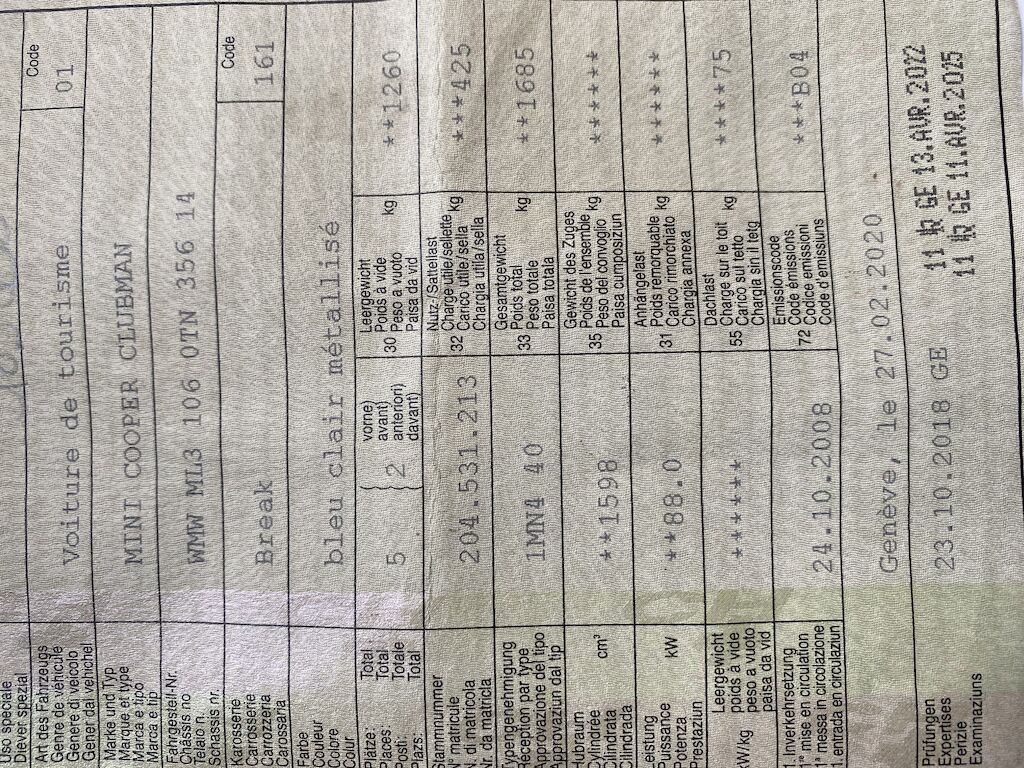 Uso speciale
Diever spezial
Art des Fahrzeugs
Genre de véhicule
Genere di veicolo
Gener dal vehichel
Voiture de tourisme
Code
01
Marke und Typ
Marque et type
Marca e tipo
Marca e tip
MINI COOPER CLUBMAN
Fahrgestell-Nr.
Châssis no
Telaio n.
Schassis nr.
WMW ML3 106 0TN 356 14
Karosserie
Carrosserie
Carrozzeria
Carossaria
Break
Code
161
Farbe
Couleur
Colore
Colur
bleu clair métallisé
Plätze: Total:
Places: Total:
Posti: Totale
Plazs: Total
5
2
vorne)
avant)
anteriori)
davant)
Leergewicht
30 Poids à vide kg
Peso a vuoto
Paisa da vid
**1260
Stammnummer
N° matricule
N. di matricola
Nr. da matricla
204.531.213
Nutz-/Sattellast
Charge utile/sellette
32 Carico utile/sella kg
Chargia utila/sella
***425
Typengenehmigung
Réception par type
Approvazione del tipo
Approvaziun dal tip
1MN4 40
Gesamtgewicht
33 Poids total kg
Peso totale
Paisa totala
**1685
Hubraum
Cylindrée cm³
Cilindrata
Cilindrada
**1598
Gewicht des Zuges
35 Poids de l'ensemble kg
Peso del convoglio
Paisa cumposiziun
******
Leistung
Puissance kW
Potenza
Prestaziun
**88.0
Anhängelast
31 Poids remorquable kg
Carico rimorchiato
Chargia annexa
*******
Leergewicht
kW/kg poids à vide
peso a vuoto
paisa da vid
*******
Dachlast
55 Charge sur le toit kg
Carico sul tetto
Chargia sin il tetg
*****75
1. Inverkehrsetzung
1re mise en circulation
1a messa in circolazione
1. entrada en circulaziun
24.10.2008
Emissionscode
72 Code émissions
Codice emissioni
Code d'emissiuns
***B04
Genève, le 27.02.2020
Prüfungen
Expertises
Perizie
Examinaziuns
23.10.2018 GE
11 GE 13.AVR.2022
11 GE 11.AVR.2025